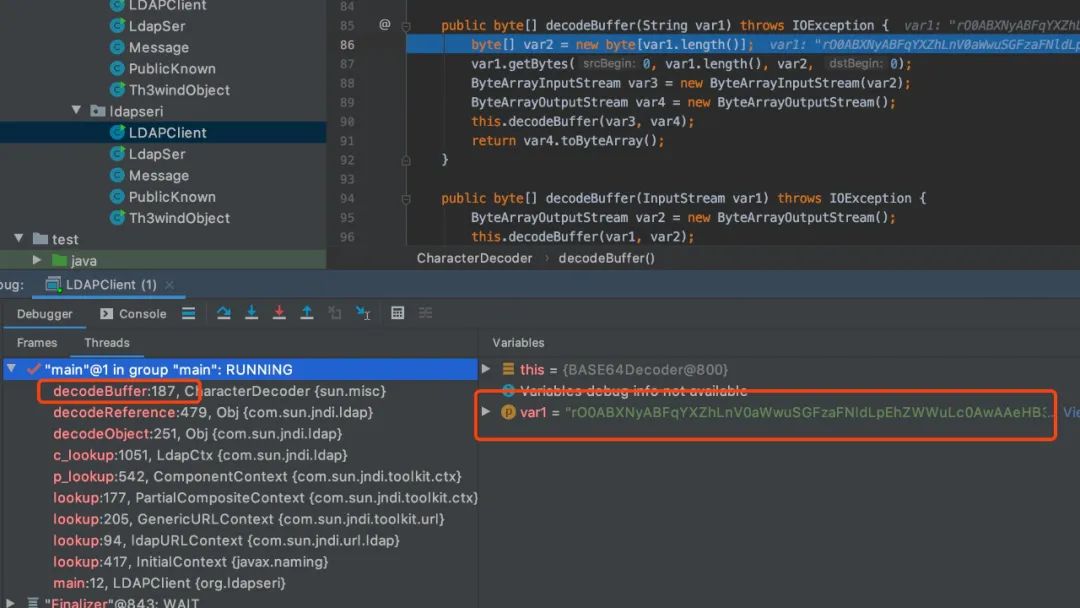 LDAPClient
LdapSer
Message
PublicKnown
Th3windObject
ldapseri
LDAPClient
LdapSer
Message
PublicKnown
Th3windObject
test
java
84
85 @ public byte[] decodeBuffer(String var1) throws IOException { var1: "rO0ABXNyABFqYXZh
86 byte[] var2 = new byte[var1.length()]; var1: "rO0ABXNyABFqYXZhLnV0aWwuSGFzaFNldLp
87 var1.getBytes( srcBegin: 0, var1.length(), var2, dstBegin: 0);
88 ByteArrayInputStream var3 = new ByteArrayInputStream(var2);
89 ByteArrayOutputStream var4 = new ByteArrayOutputStream();
90 this.decodeBuffer(var3, var4);
91 return var4.toByteArray();
92 }
93
94 public byte[] decodeBuffer(InputStream var1) throws IOException {
95 ByteArrayOutputStream var2 = new ByteArrayOutputStream();
96 this.decodeBuffer(var1, var2);
CharacterDecoder › decodeBuffer()
bug: LDAPClient (1) ×
Debugger Console
Frames Threads
"main"@1 in group "main": RUNNING
decodeBuffer:187, CharacterDecoder {sun.misc}
decodeReference:479, Obj {com.sun.jndi.ldap}
decodeObject:251, Obj {com.sun.jndi.ldap}
c_lookup:1051, LdapCtx {com.sun.jndi.ldap}
p_lookup:542, ComponentContext {com.sun.jndi.toolkit.ctx}
lookup:177, PartialCompositeContext {com.sun.jndi.toolkit.ctx}
lookup:205, GenericURLContext {com.sun.jndi.toolkit.url}
lookup:94, ldapURLContext {com.sun.jndi.url.ldap}
lookup:417, InitialContext {javax.naming}
main:12, LDAPClient {org.ldapseri}
"Finalizer"@843: WAIT
Variables
this = {BASE64Decoder@800}
Variables debug info not available
var1 = "rO0ABXNyABFqYXZhLnV0aWwuSGFzaFNldLpEhZWWuLc0AwAAeHB3... Vie